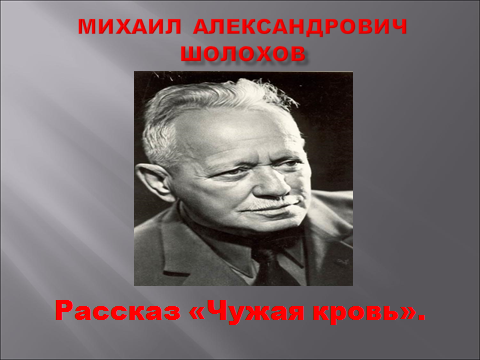 МИХАИЛ АЛЕКСАНДРОВИЧ
ШОЛОХОВ
Рассказ «Чужая кровь».